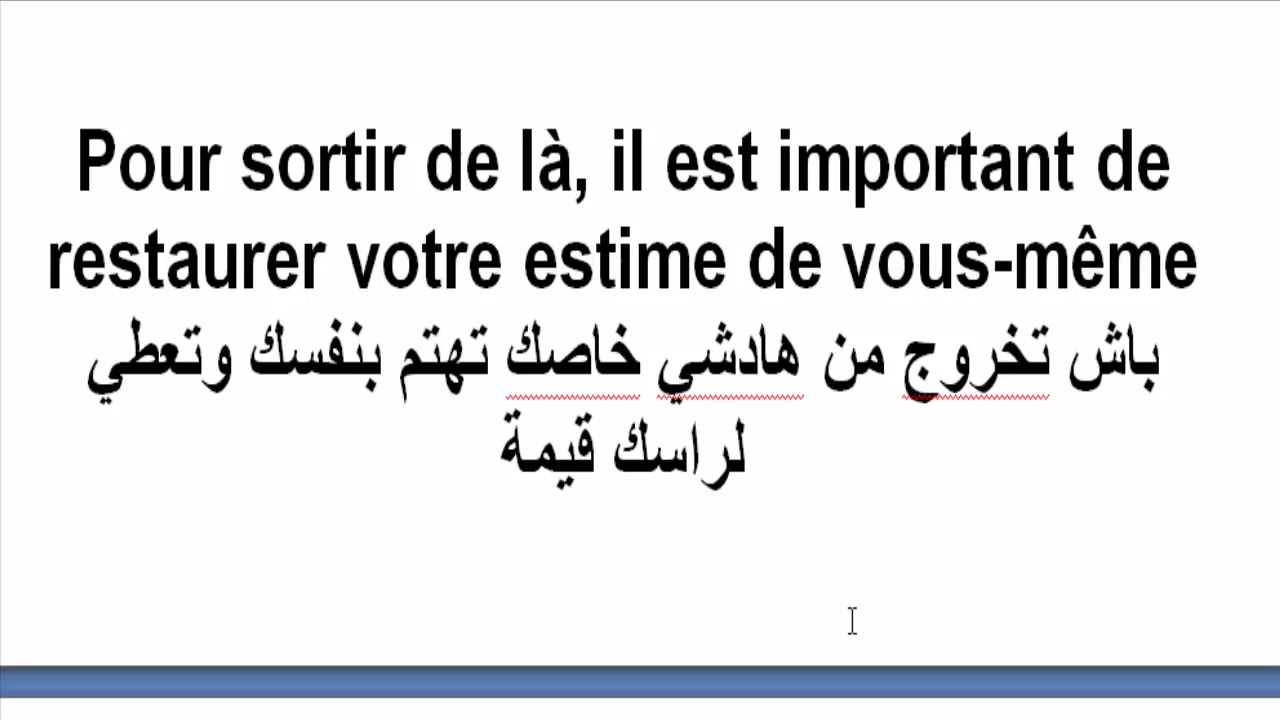 Pour sortir de là, il est important de
restaurer votre estime de vous-même
باش تخروج من هادشي خاصك تهتم بنفسك وتعطي
لراسك قيمة